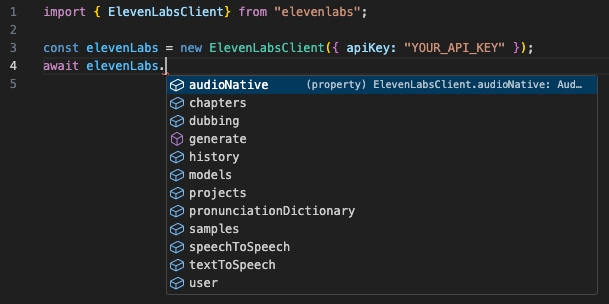 1 import { ElevenLabsClient} from "elevenlabs";
2
3 const elevenLabs = new ElevenLabsClient({ apiKey: "YOUR_API_KEY" });
4 await elevenLabs.
5
audioNative (property) ElevenLabsClient.audioNative: Aud…
chapters
dubbing
generate
history
models
projects
pronunciationDictionary
samples
speechToSpeech
textToSpeech
user